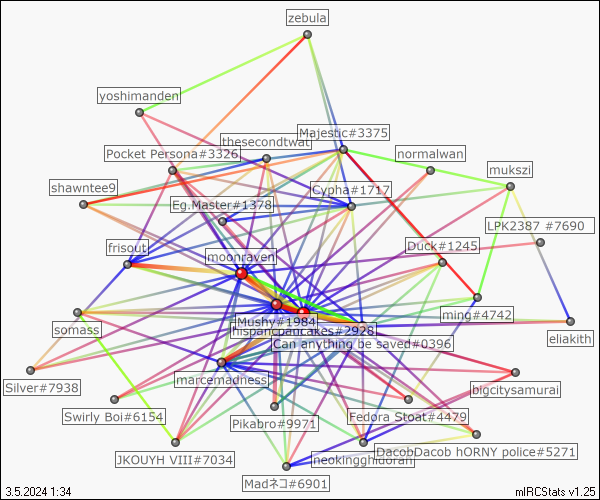 zebula
yoshimanden
Majestic#3375
thesecondtwat
Pocket Persona#3326
normalwan
mukszi
shawntee9
Cypha#1717
Eg.Master#1378
LPK2387 #7690
frisout
Duck#1245
moonraven
ming#4742
Mushy#1984
hispanpancakes#2928
somass
eliakith
Can anything be saved#0396
marcemadness
Silver#7938
bigcitysamurai
Swirly Boi#6154
Fedora Stoat#4479
Pikabro#9971
DacobDacob hORNY police#5271
JKOUYH VIII#7034
neokingghidorah
Madネコ#6901
3.5.2024 1:34
mIRCStats v1.25